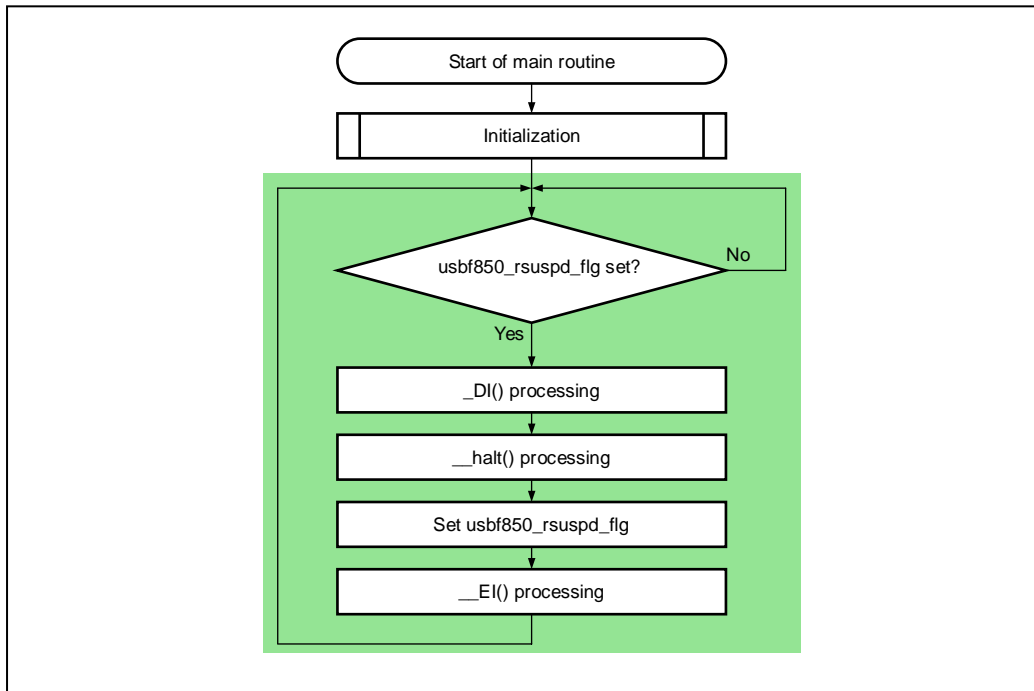 Start of main routine
Initialization
usbf850_rsuspd_flg set?
No
Yes
_DI() processing
__halt() processing
Set usbf850_rsuspd_flg
__EI() processing